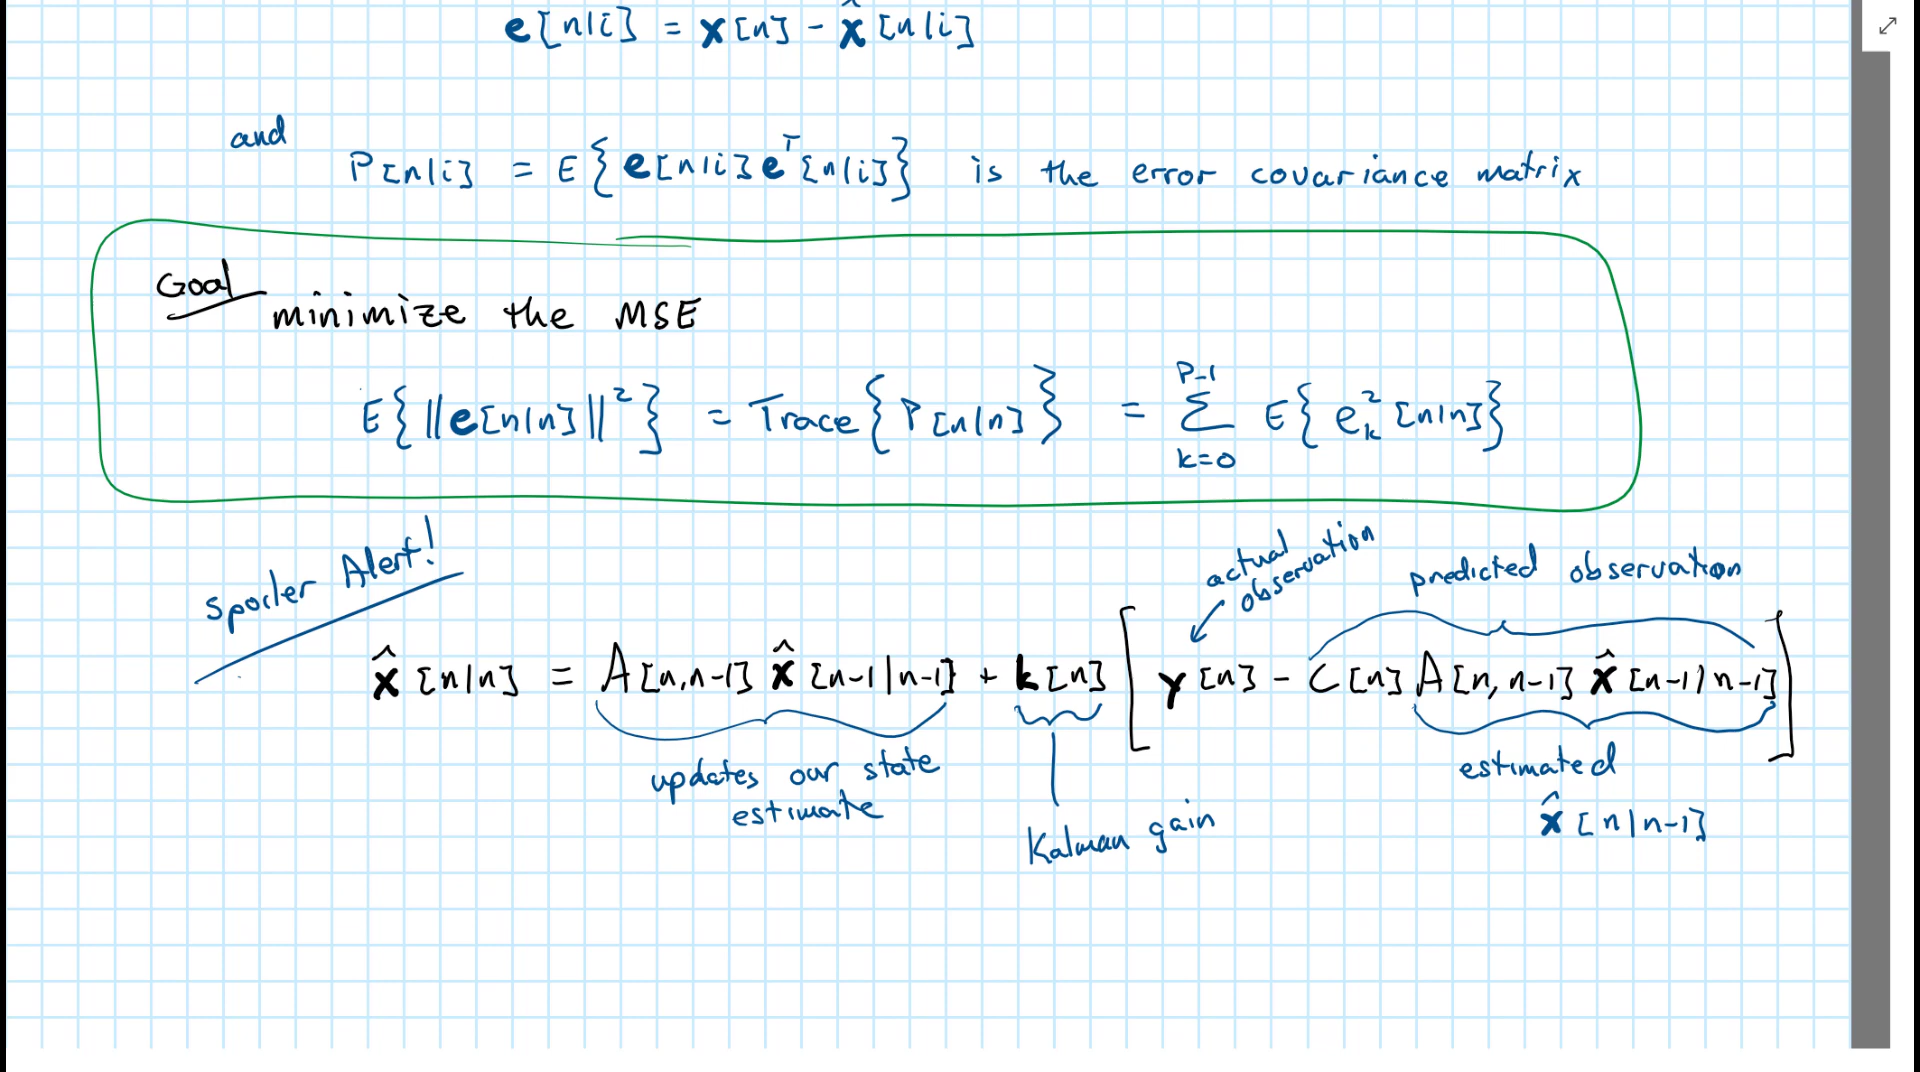 e[n|i] = x[n] - x̂[n|i]
and
P[n|i] = E{e[n|i] eᵀ[n|i]} is the error covariance matrix
Goal
minimize the MSE
E{||e[n|n]||²} = Trace{P[n|n]} = Σ_{k=0}^{P-1} E{e_k²[n|n]}
Spoiler Alert!
actual observation
predicted observation
x̂[n|n] = A[n,n-1] x̂[n-1|n-1] + k[n] [y[n] - C[n] A[n,n-1] x̂[n-1|n-1]]
updates our state
estimate
Kalman gain
estimated
x̂[n|n-1]